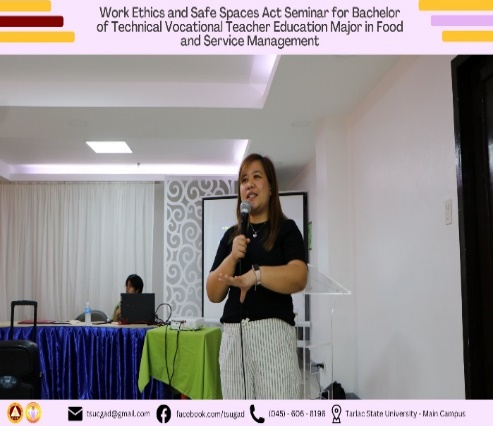 Work Ethics and Safe Spaces Act Seminar for Bachelor
of Technical Vocational Teacher Education Major in Food
and Service Management
tsucgad@gmail.com facebook.com/tsugad (045) - 606 - 8196 Tarlac State University - Main Campus